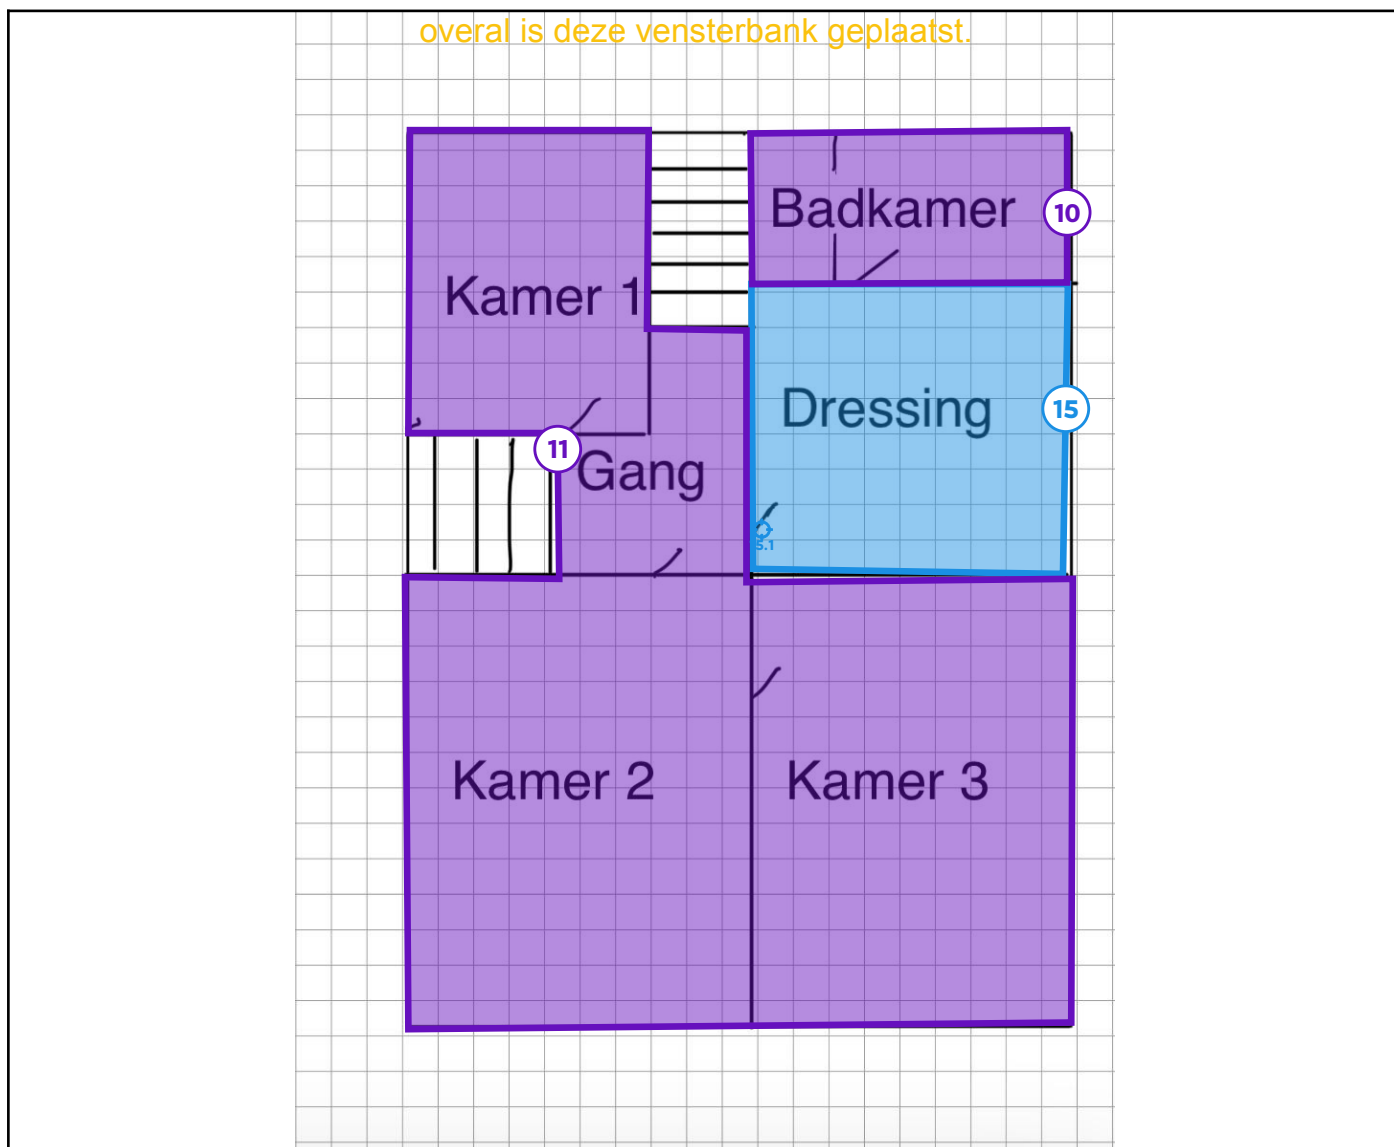 overal is deze vensterbank geplaatst.
Badkamer
10
Kamer 1
Dressing
15
11
Gang
Kamer 2
Kamer 3